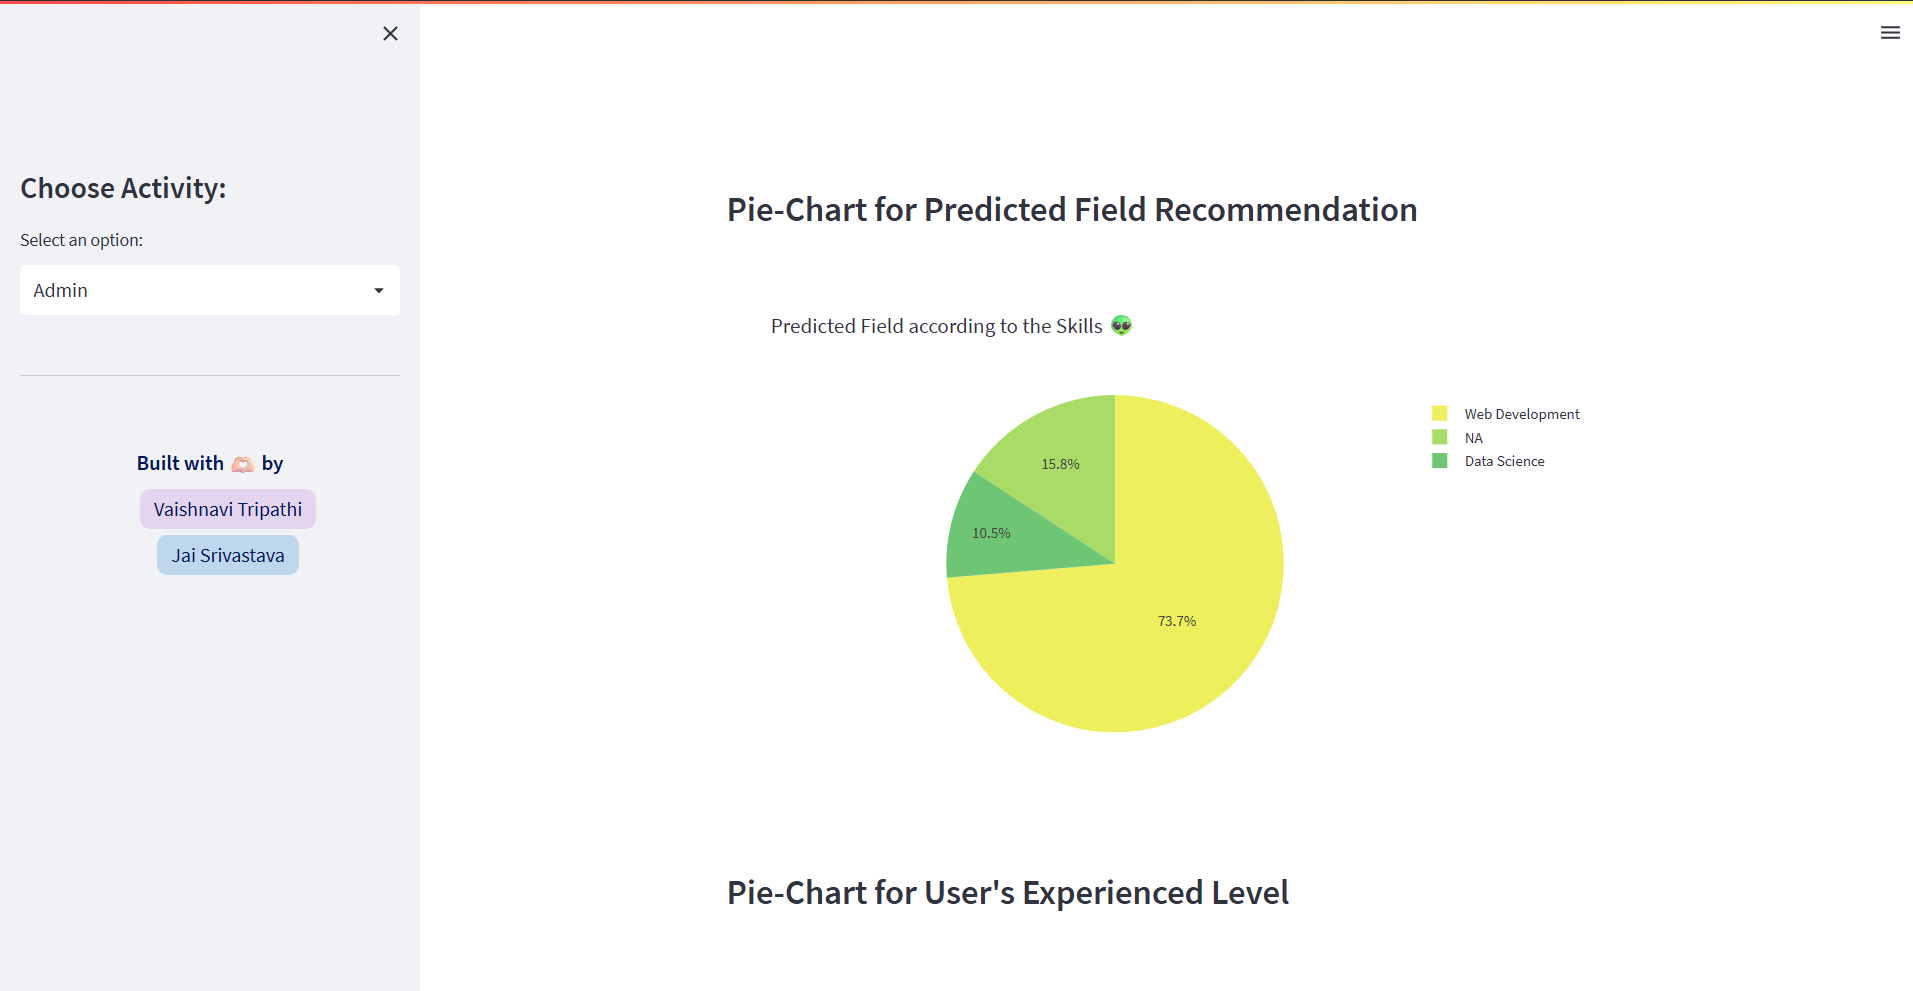 Choose Activity:
Select an option:
Admin
Built with 🫶🏻 by
Vaishnavi Tripathi
Jai Srivastava
Pie-Chart for Predicted Field Recommendation
Predicted Field according to the Skills 👽
Web Development
NA
Data Science
15.8%
10.5%
73.7%
Pie-Chart for User's Experienced Level